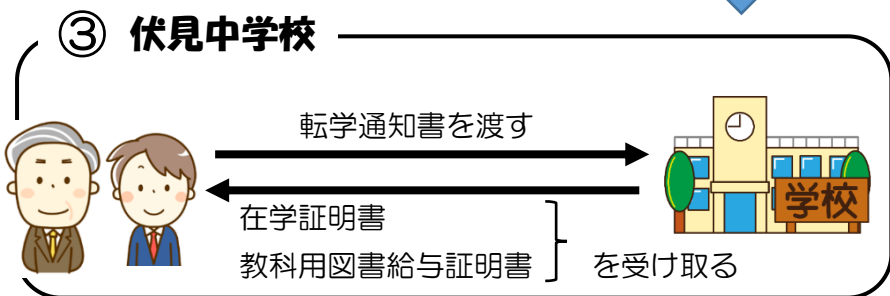 ③ 伏見中学校
転学通知書を渡す
学校
在学証明書
教科用図書給与証明書 を受け取る